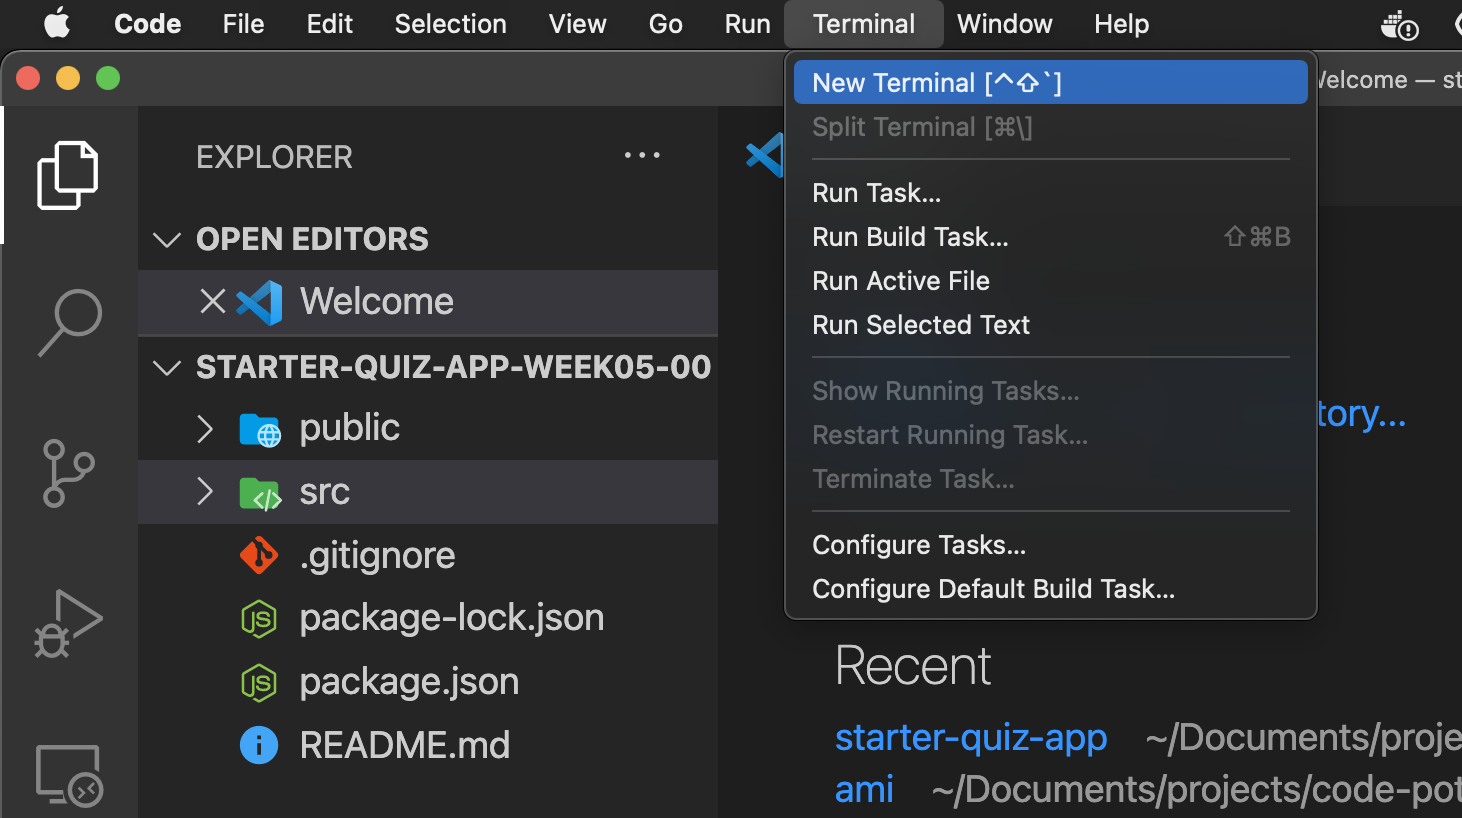 Code File Edit Selection View Go Run Terminal Window Help
New Terminal [^⇧`]
Split Terminal [⌘\]
Run Task...
Run Build Task... ⇧⌘B
Run Active File
Run Selected Text
Show Running Tasks...
Restart Running Task...
Terminate Task...
Configure Tasks...
Configure Default Build Task...
Welcome — st
EXPLORER
OPEN EDITORS
Welcome
STARTER-QUIZ-APP-WEEK05-00
public
src
.gitignore
package-lock.json
package.json
README.md
tory...
Recent
starter-quiz-app ~/Documents/proje
ami ~/Documents/projects/code-pot